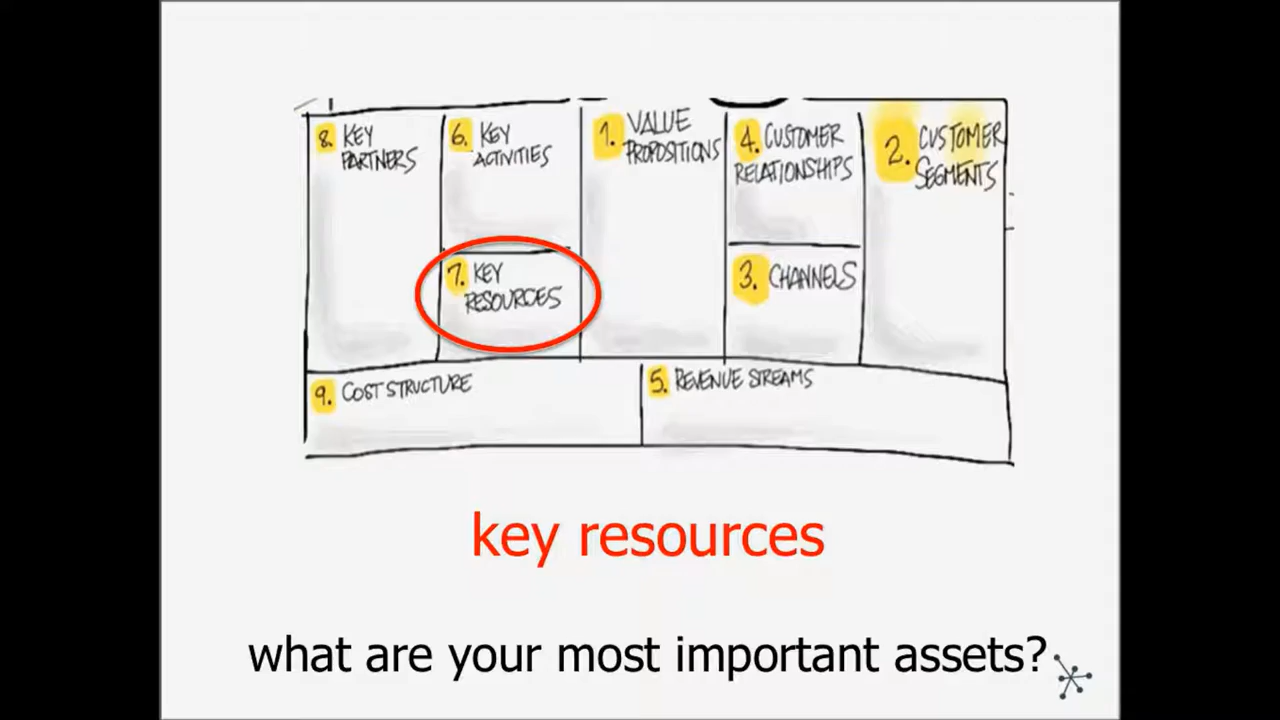 8. KEY
PARTNERS
6. KEY
ACTIVITIES
7. KEY
RESOURCES
1. VALUE
PROPOSITIONS
4. CUSTOMER
RELATIONSHIPS
3. CHANNELS
2. CUSTOMER
SEGMENTS
9. COST STRUCTURE
5. REVENUE STREAMS
key resources
what are your most important assets?